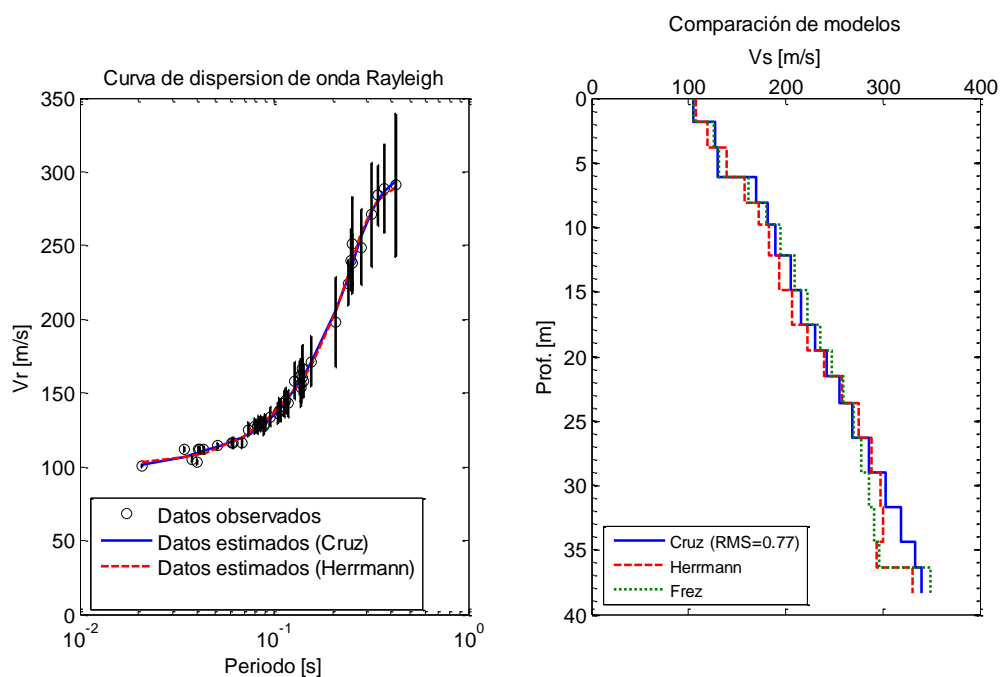 Curva de dispersion de onda Rayleigh
350
300
250
200
150
100
50
0
Vr [m/s]
10^-2
10^-1
10^0
Periodo [s]
Datos observados
Datos estimados (Cruz)
Datos estimados (Herrmann)
Comparación de modelos
Vs [m/s]
0
100
200
300
400
0
5
10
15
20
25
30
35
40
Prof. [m]
Cruz (RMS=0.77)
Herrmann
Frez